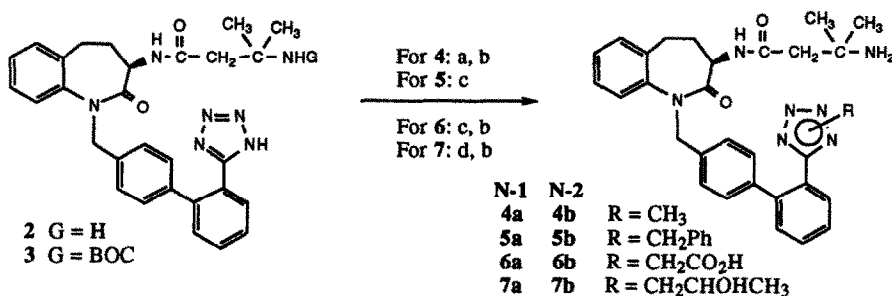 H
N
O
C
CH₂
CH₃
CH₃
C
NHG
N
O
N
N
N
NH
2 G = H
3 G = BOC
For 4: a, b
For 5: c
For 6: c, b
For 7: d, b
HN
O
C
CH₂
CH₃
CH₃
C
NH₂
N
O
N
N
N
N
R
N-1 N-2
4a 4b R = CH₃
5a 5b R = CH₂Ph
6a 6b R = CH₂CO₂H
7a 7b R = CH₂CHOHCH₃